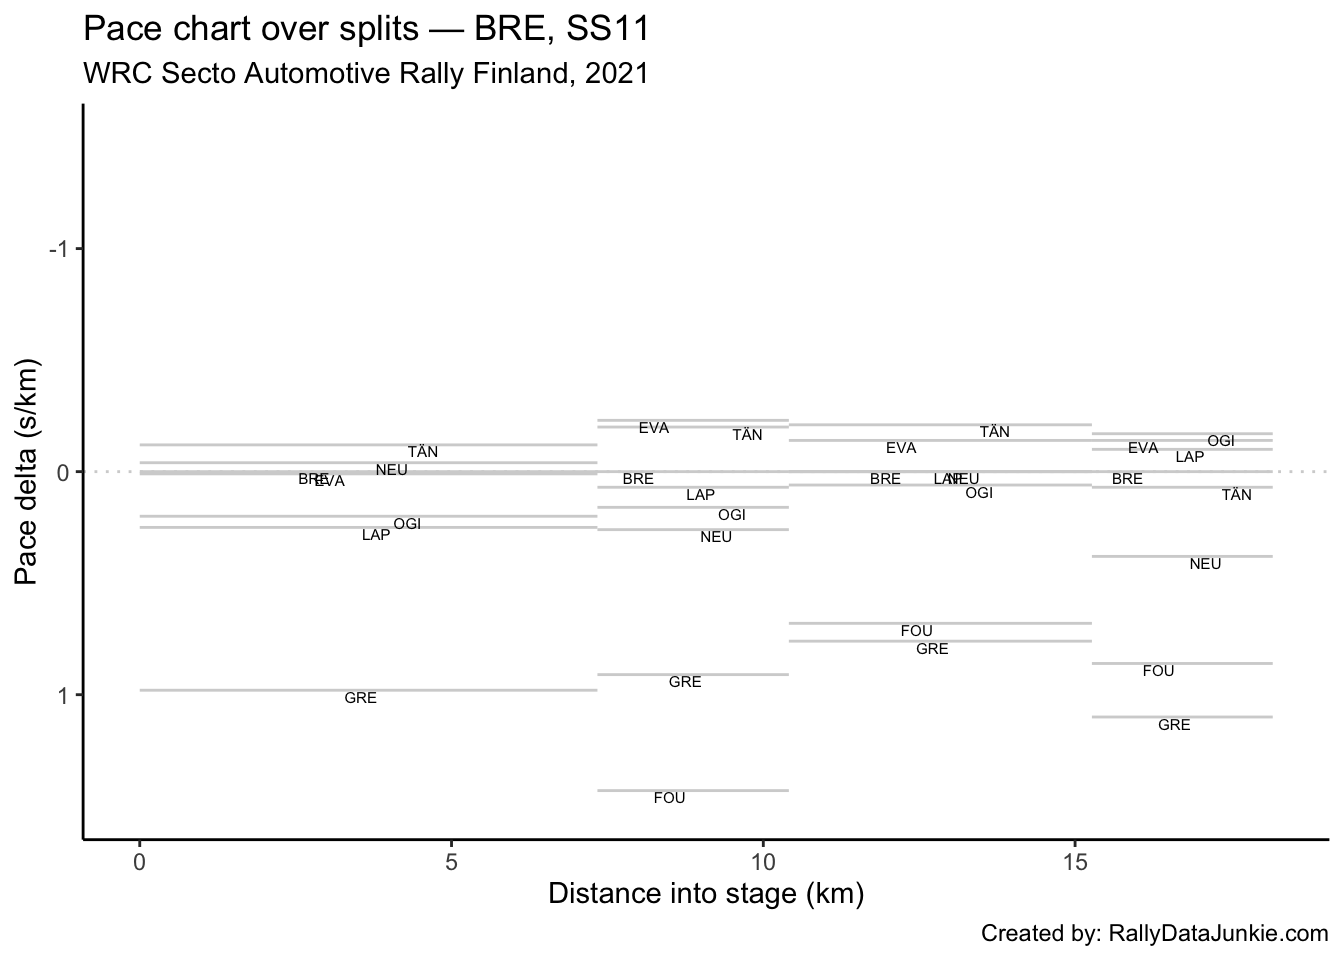 Pace chart over splits — BRE, SS11
WRC Secto Automotive Rally Finland, 2021
Pace delta (s/km)
-1
0
1
EVA
TÄN
TÄN
OGI
TÄN
EVA
EVA
LAP
NEU
BRE
EVA
BRE
BRE
LAP
NEU
BRE
LAP
OGI
TÄN
OGI
OGI
LAP
NEU
NEU
FOU
GRE
FOU
GRE
GRE
GRE
FOU
0 5 10 15
Distance into stage (km)
Created by: RallyDataJunkie.com